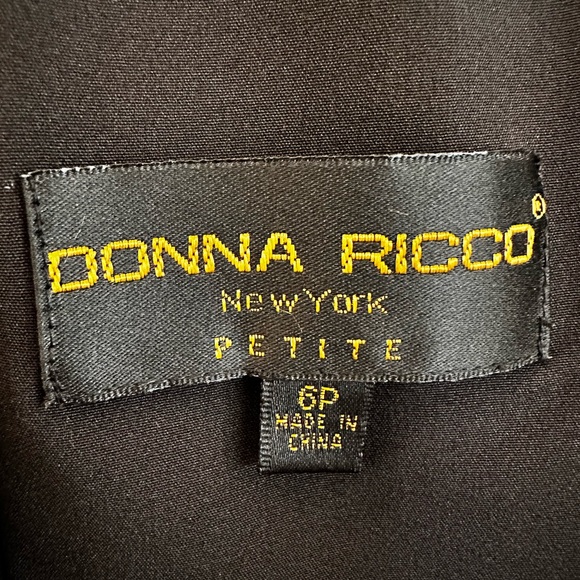 DONNA RICCO®
New York
PETITE
6P
MADE IN
CHINA